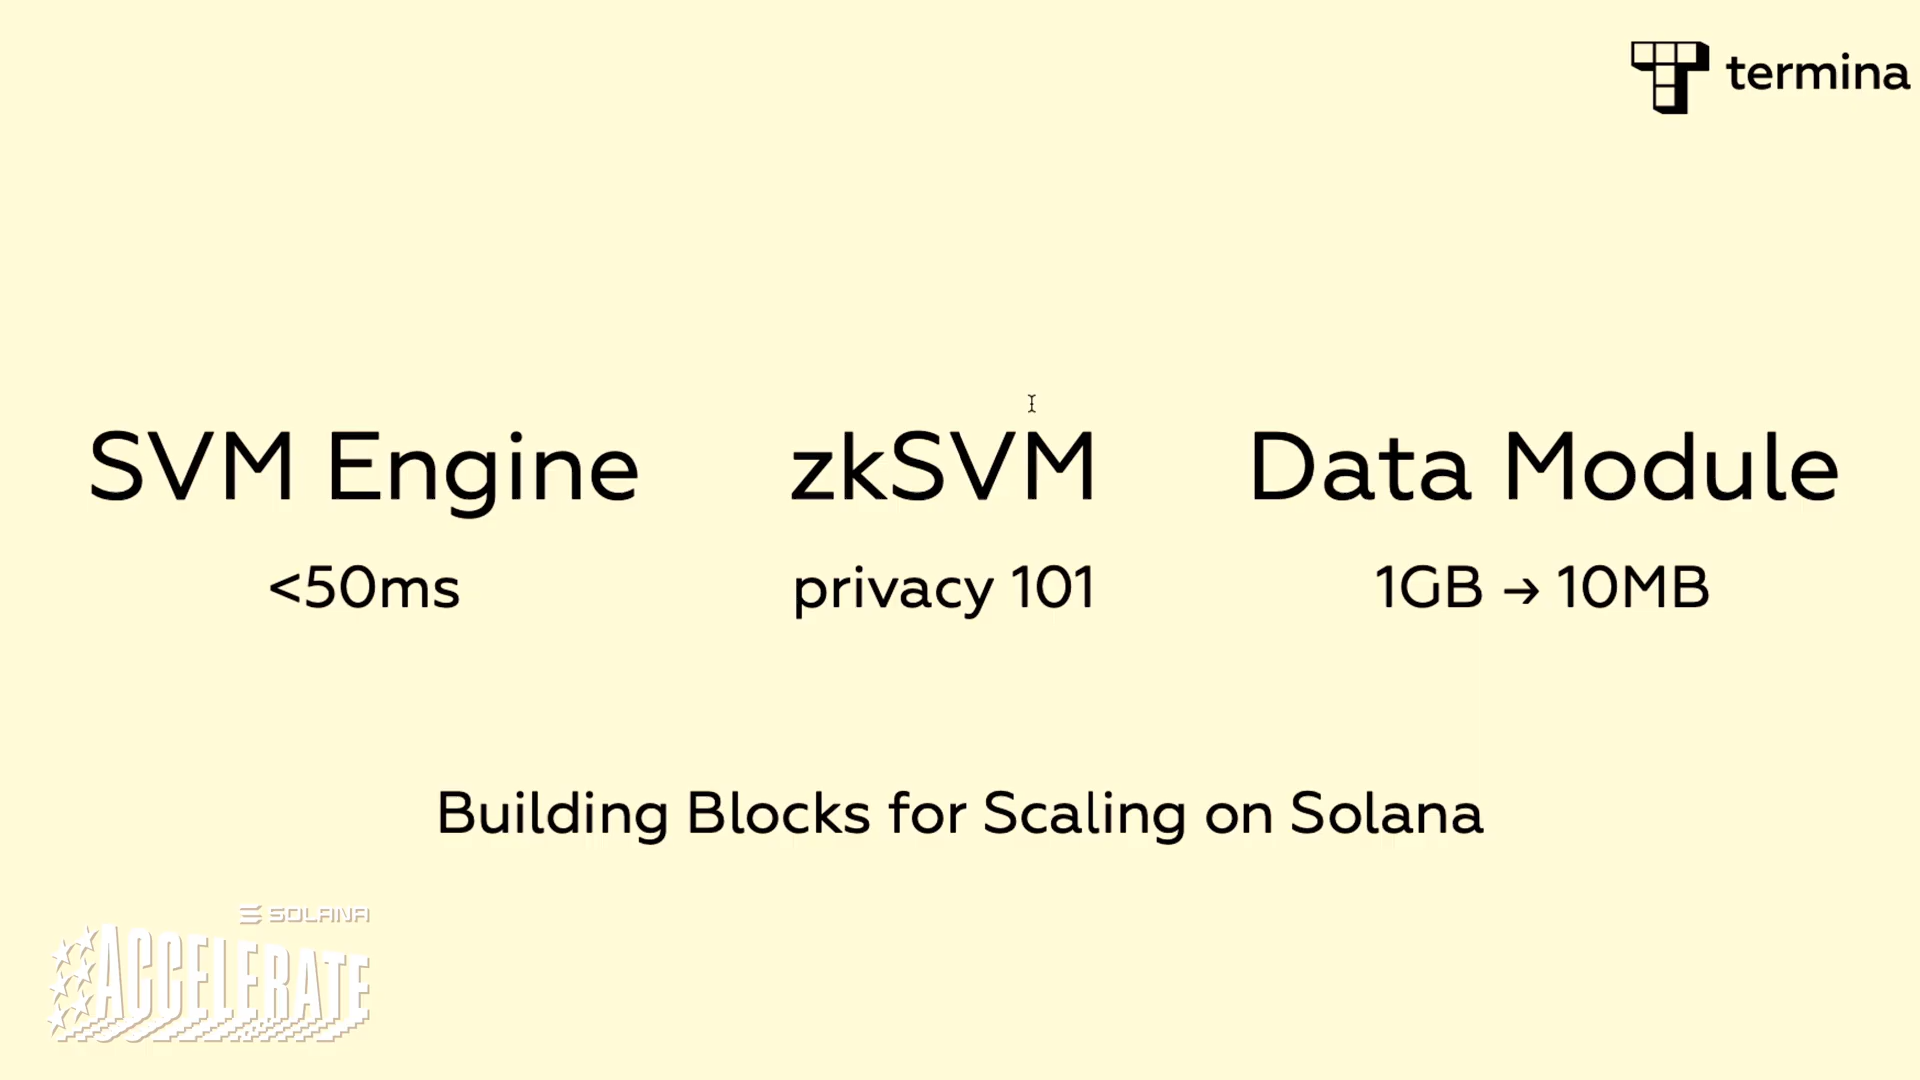 termina
SVM Engine
zkSVM
Data Module
<50ms
privacy 101
1GB → 10MB
Building Blocks for Scaling on Solana
SOLANA
ACCELERATE